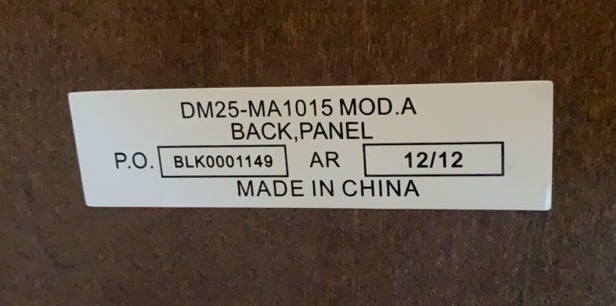 DM25-MA1015 MOD.A
BACK,PANEL
P.O. BLK0001149 AR 12/12
MADE IN CHINA